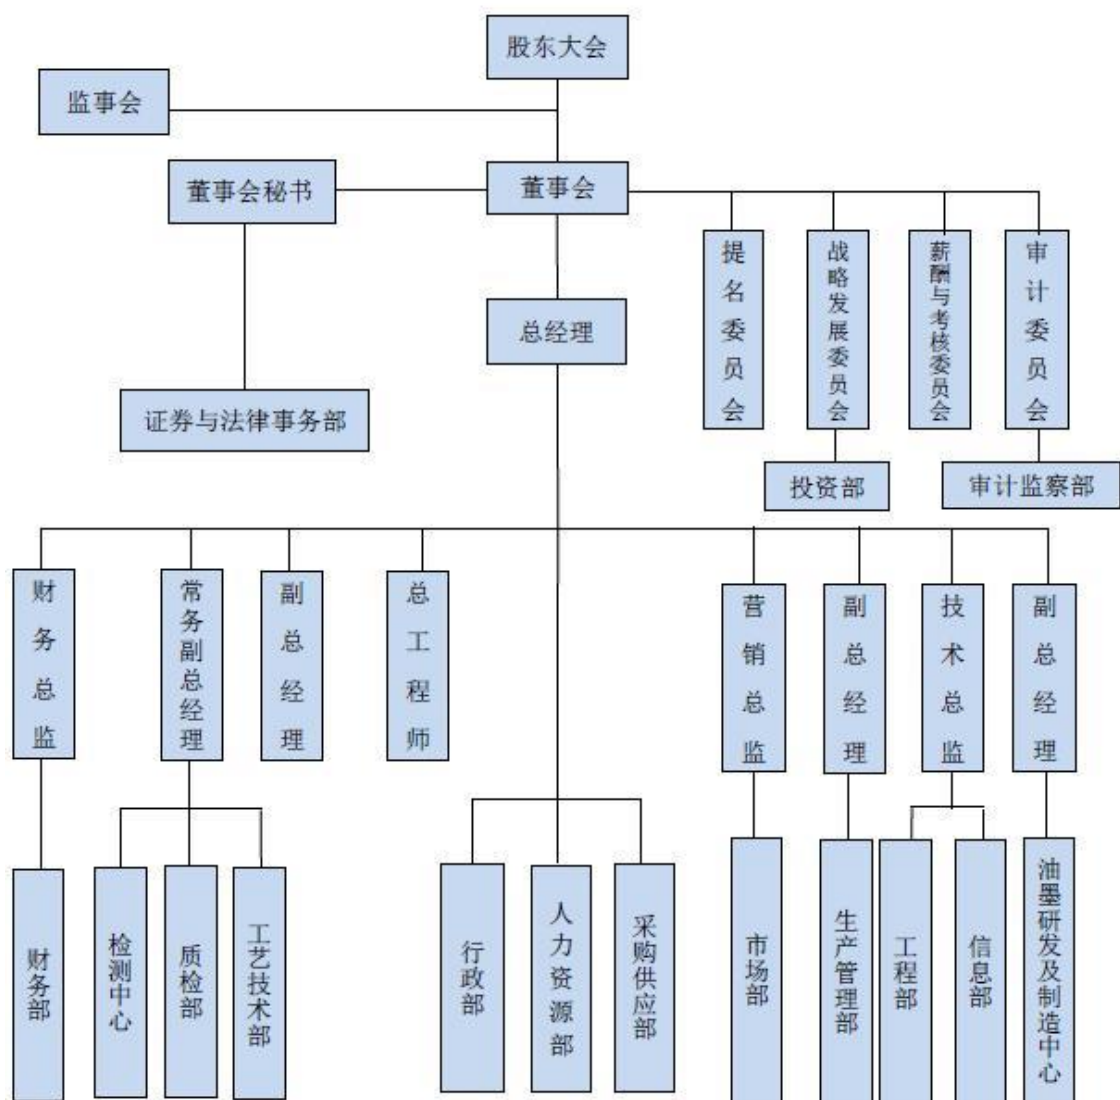 股东大会
监事会
董事会秘书
董事会
提名委员会
战略发展委员会
薪酬与考核委员会
审计委员会
总经理
证券与法律事务部
投资部
审计监察部
财务总监
常务副总经理
副总经理
总工程师
营销总监
副总经理
技术总监
副总经理
财务部
检测中心
质检部
工艺技术部
行政部
人力资源部
采购供应部
市场部
生产管理部
工程部
信息部
油墨研发及制造中心